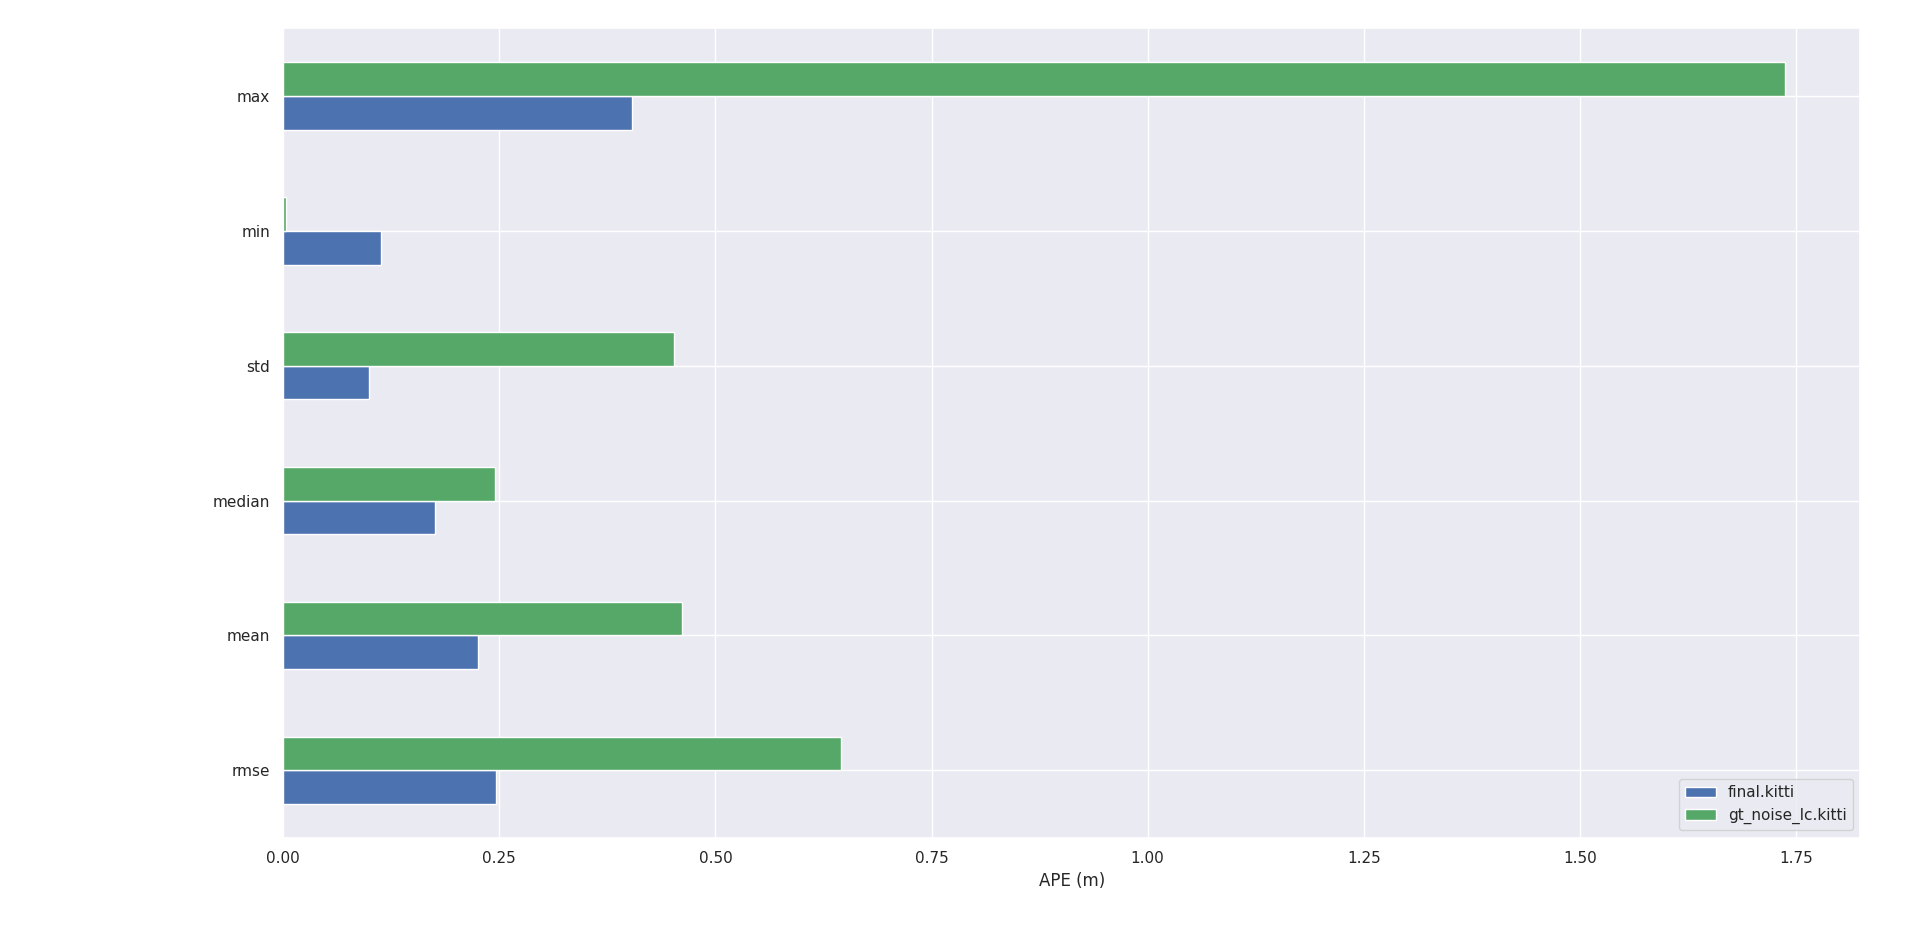 max
min
std
median
mean
rmse
final.kitti
gt_noise_lc.kitti
0.00 0.25 0.50 0.75 1.00 1.25 1.50 1.75
APE (m)